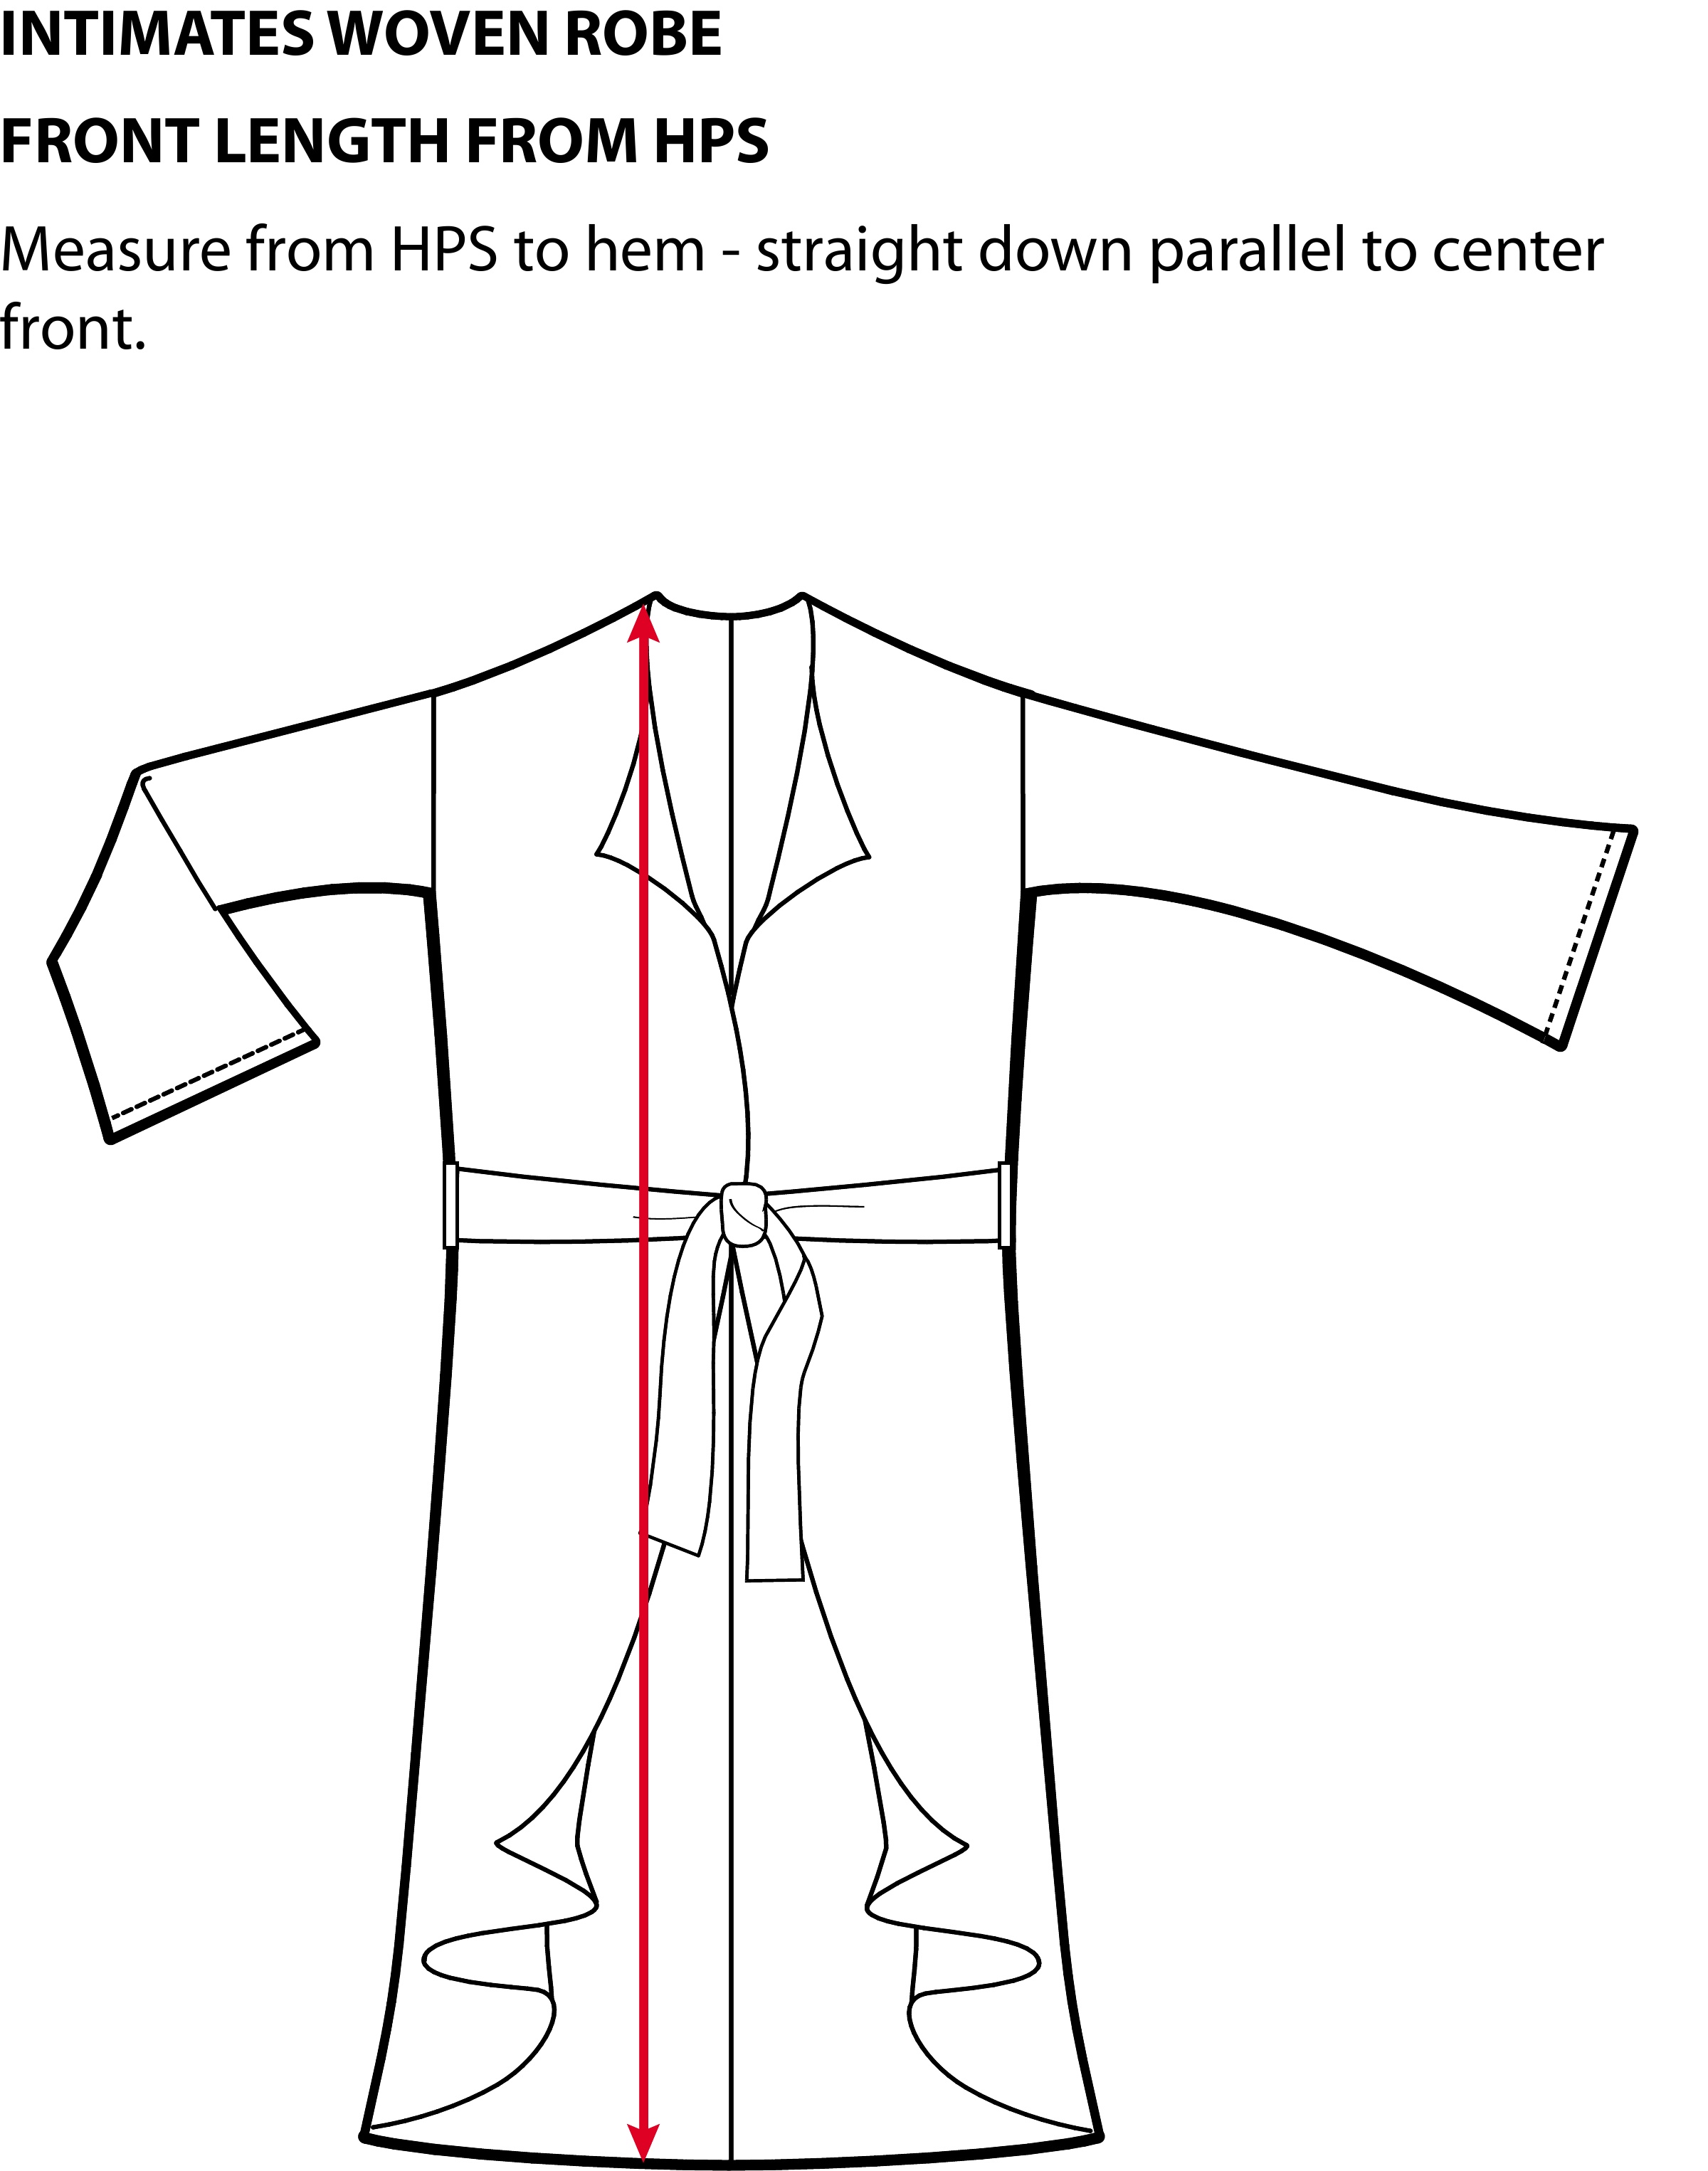 INTIMATES WOVEN ROBE
FRONT LENGTH FROM HPS
Measure from HPS to hem - straight down parallel to center
front.